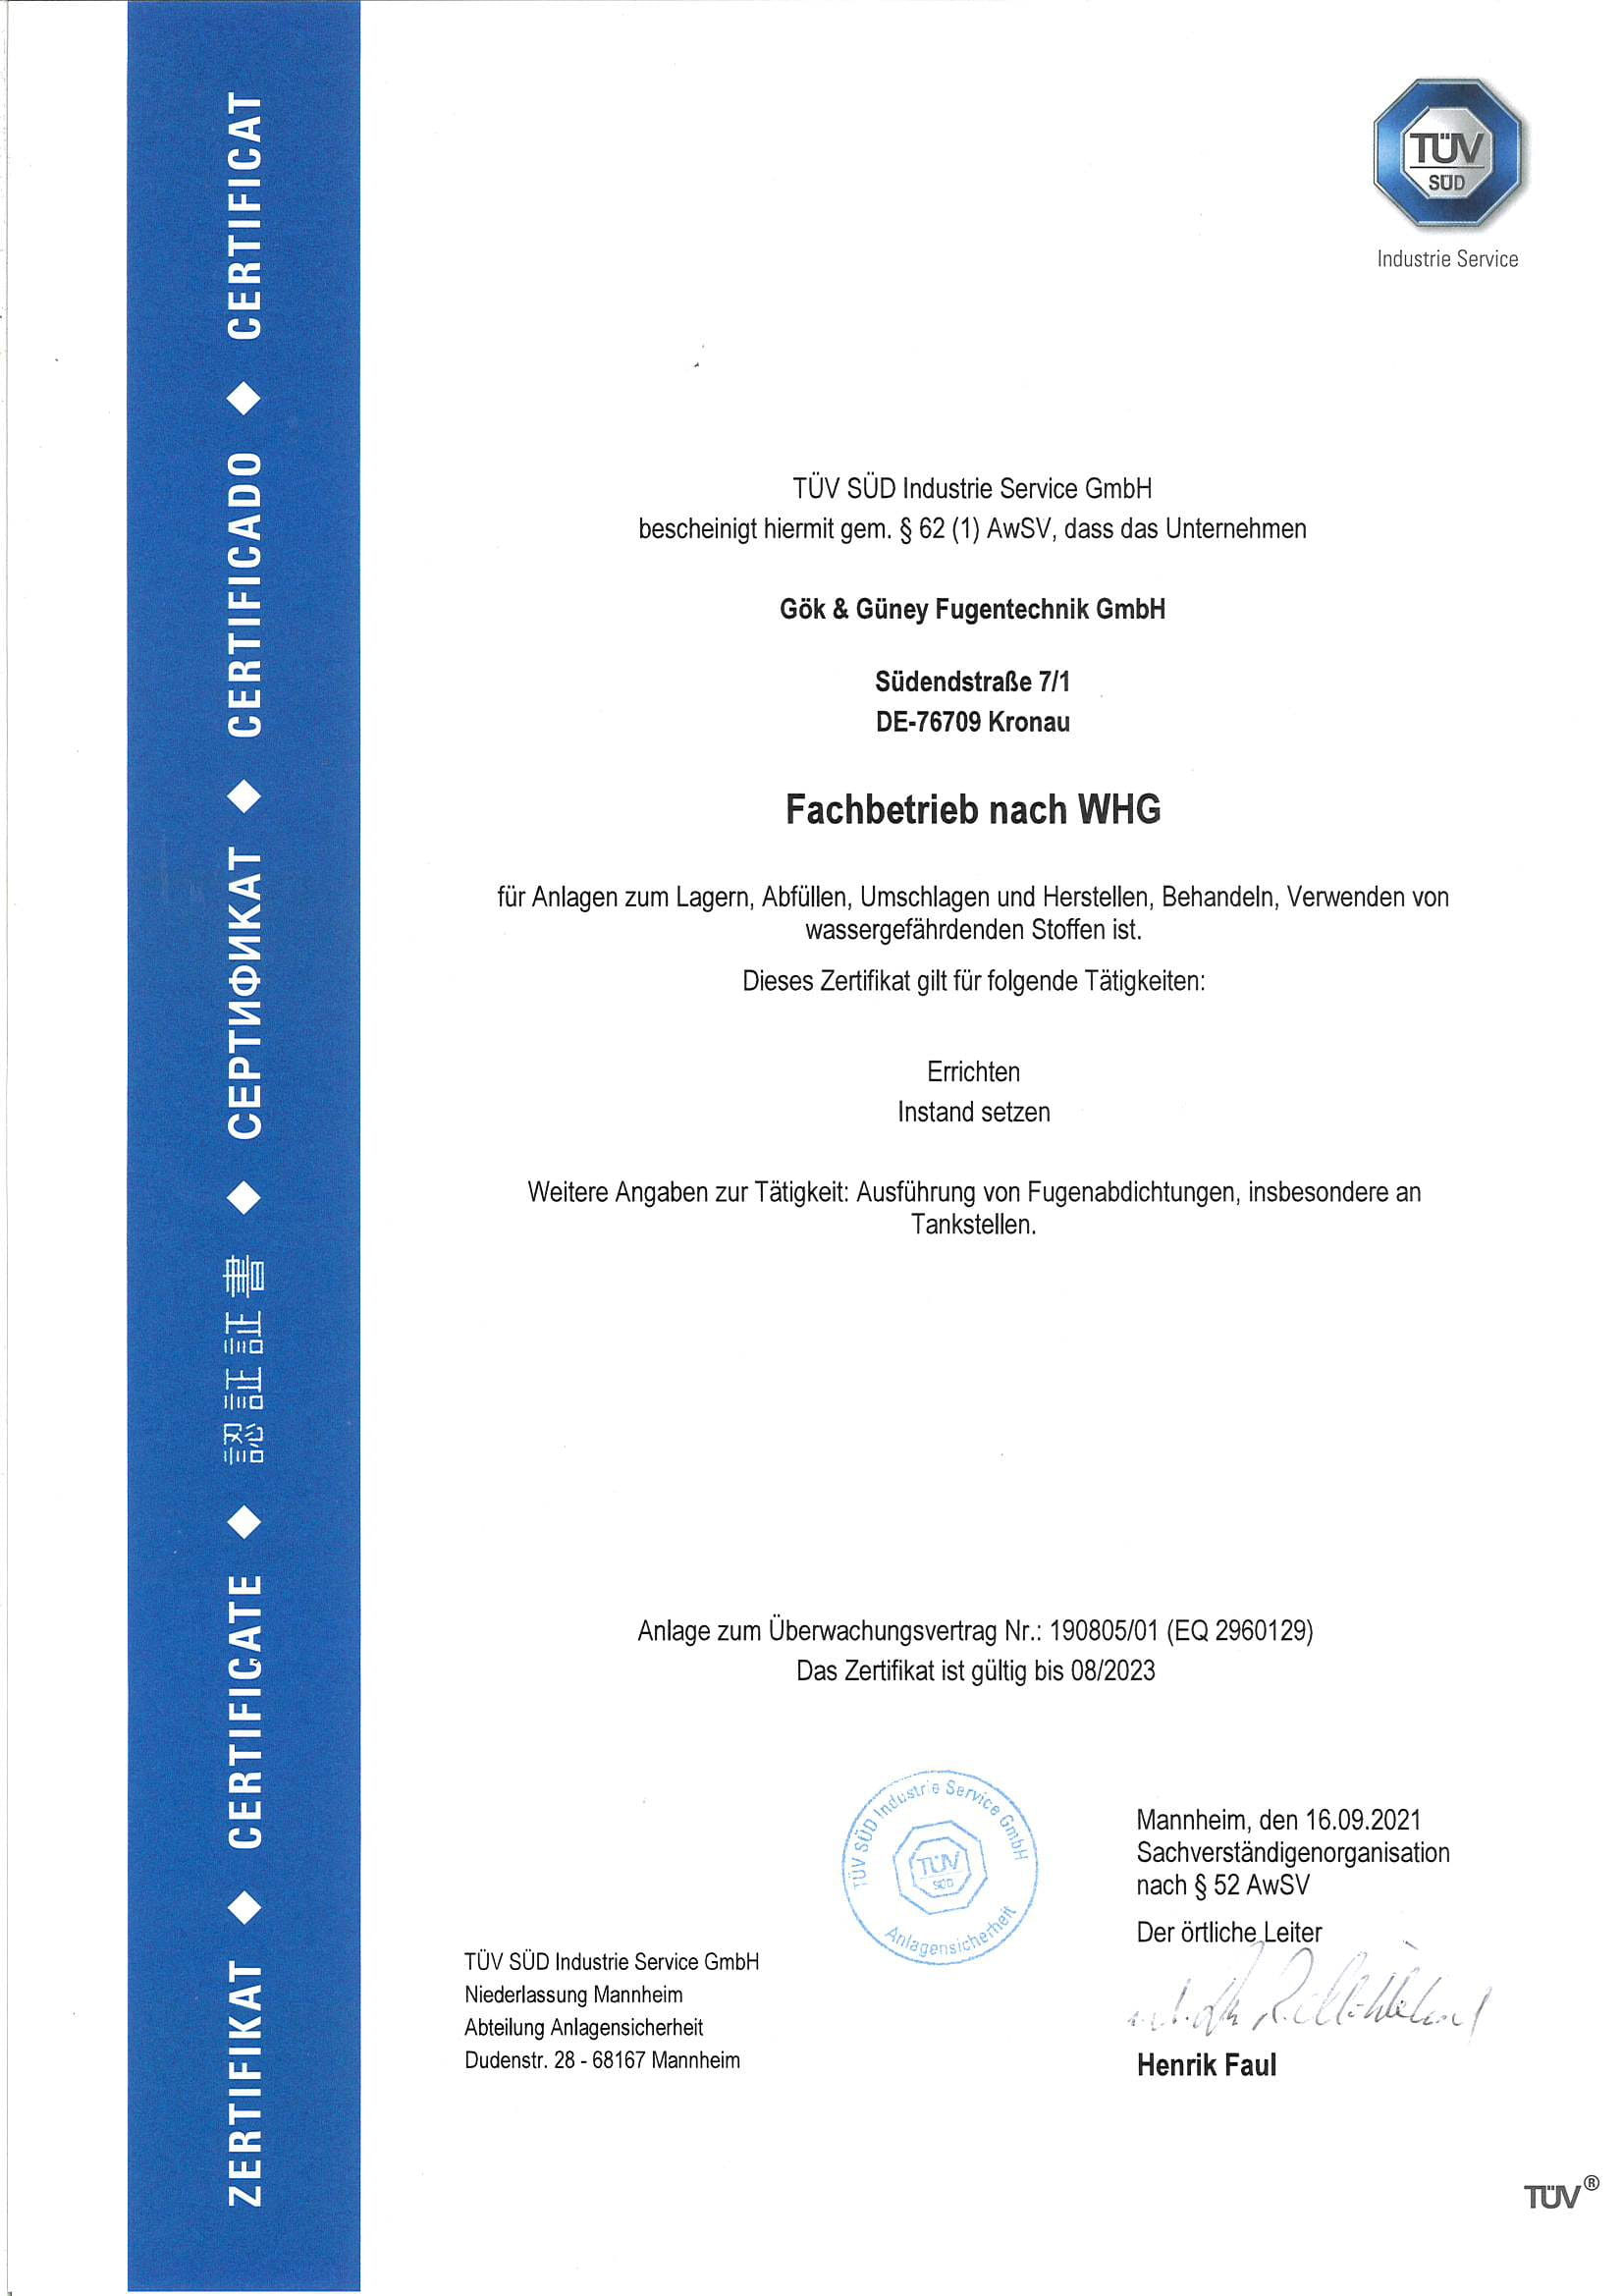 ZERTIFIKAT ◆ CERTIFICATE ◆ 認証証書 ◆ СЕРТИФИКАТ ◆ CERTIFICADO ◆ CERTIFICAT
TÜV
SÜD
Industrie Service
TÜV SÜD Industrie Service GmbH
bescheinigt hiermit gem. § 62 (1) AwSV, dass das Unternehmen
Gök & Güney Fugentechnik GmbH
Südendstraße 7/1
DE-76709 Kronau
Fachbetrieb nach WHG
für Anlagen zum Lagern, Abfüllen, Umschlagen und Herstellen, Behandeln, Verwenden von
wassergefährdenden Stoffen ist.
Dieses Zertifikat gilt für folgende Tätigkeiten:
Errichten
Instand setzen
Weitere Angaben zur Tätigkeit: Ausführung von Fugenabdichtungen, insbesondere an
Tankstellen.
Anlage zum Überwachungsvertrag Nr.: 190805/01 (EQ 2960129)
Das Zertifikat ist gültig bis 08/2023
TÜV SÜD Industrie Service GmbH
TÜV
SÜD
Anlagensicherheit
Mannheim, den 16.09.2021
Sachverständigenorganisation
nach § 52 AwSV
Der örtliche Leiter
Henrik Faul
TÜV SÜD Industrie Service GmbH
Niederlassung Mannheim
Abteilung Anlagensicherheit
Dudenstr. 28 - 68167 Mannheim
TÜV®